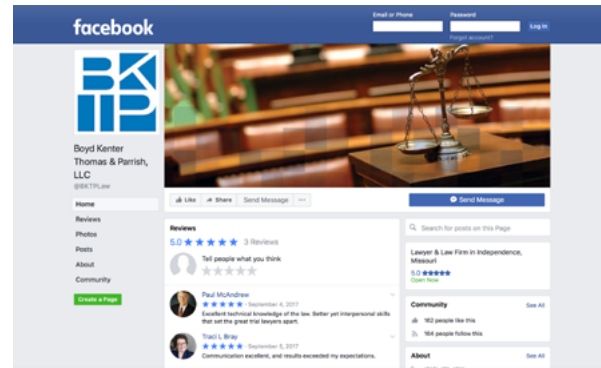 facebook
Email or Phone
Password
Log In
Forgot account?
BK
TP
Boyd Kenter
Thomas & Parrish,
LLC
@BKTPLaw
Home
Reviews
Photos
Posts
About
Community
Create a Page
Like
Share
Send Message
Send Message
Reviews
5.0 ★★★★★ 3 Reviews
Tell people what you think
Paul McAndrew
★★★★★ · September 4, 2017
Excellent technical knowledge of the law. Better yet interpersonal skills
that set the great trial lawyers apart.
Traci L Bray
★★★★★ · September 5, 2017
Communication excellent, and results exceeded my expectations.
Search for posts on this Page
Lawyer & Law Firm in Independence,
Missouri
5.0 ★★★★★
Open Now
Community
See All
162 people like this
164 people follow this
About
See All